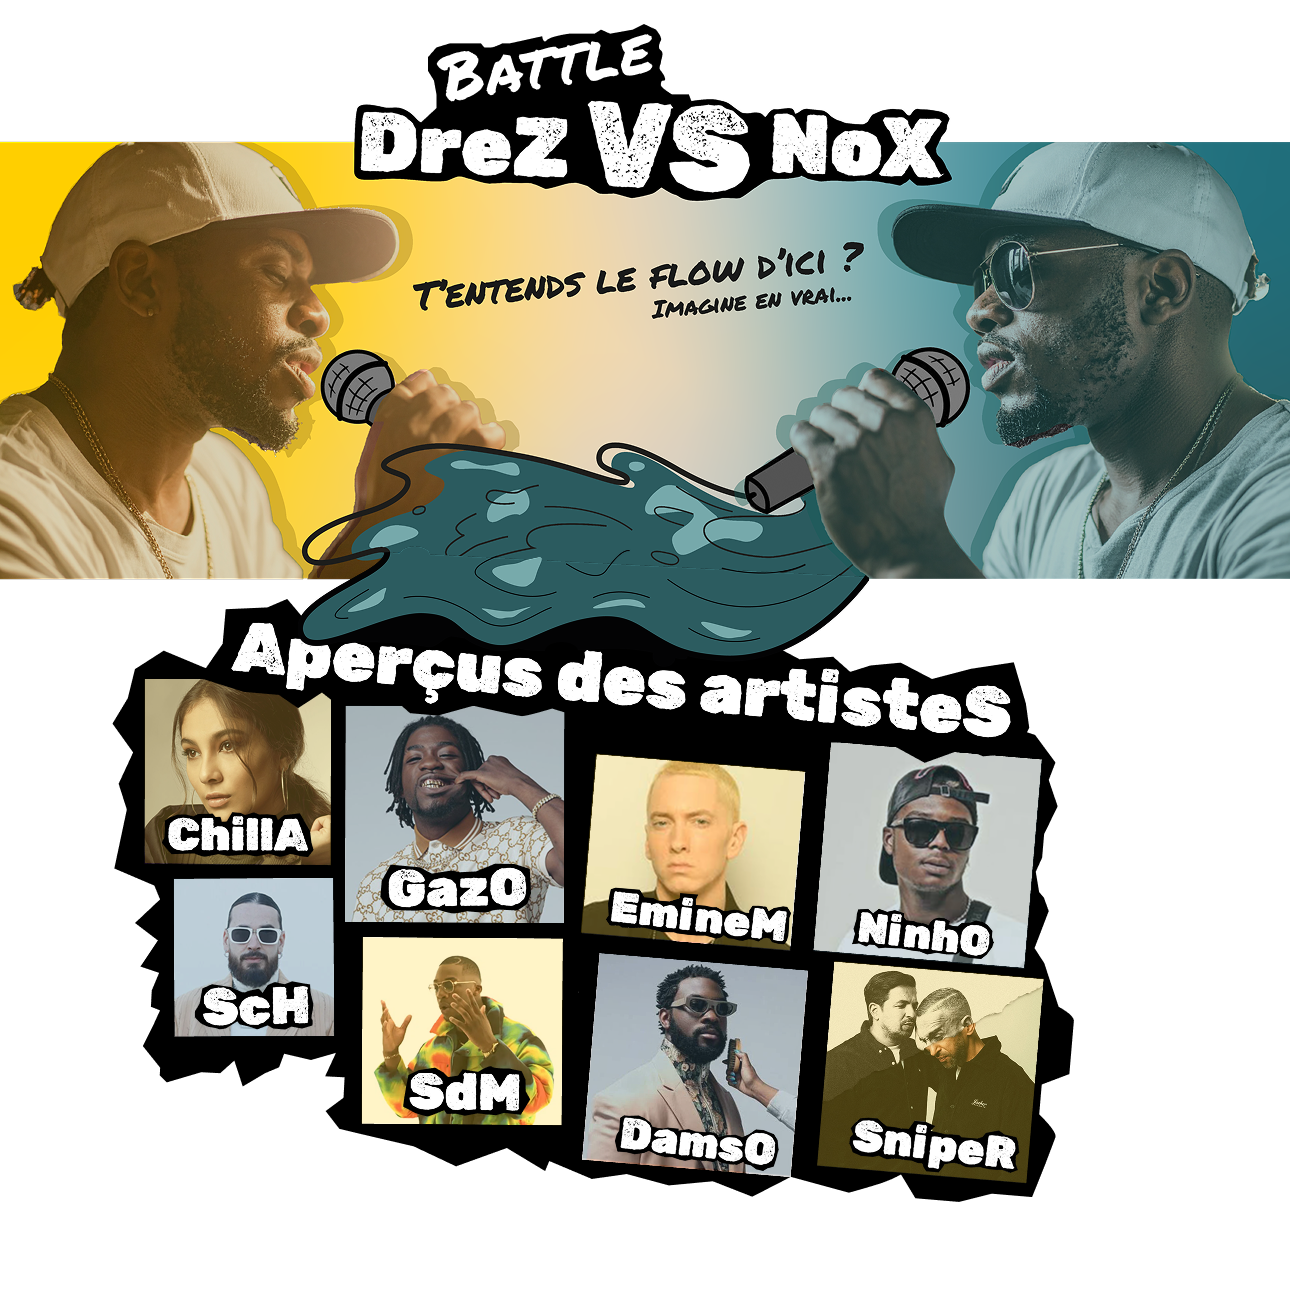 BATTLE
DreZ VS NoX
T'ENTENDS LE FLOW D'ICI ?
IMAGINE EN VRAI...
Aperçus des artisteS
ChillA
GazO
EmineM
NinhO
ScH
SdM
DamsO
SnipeR